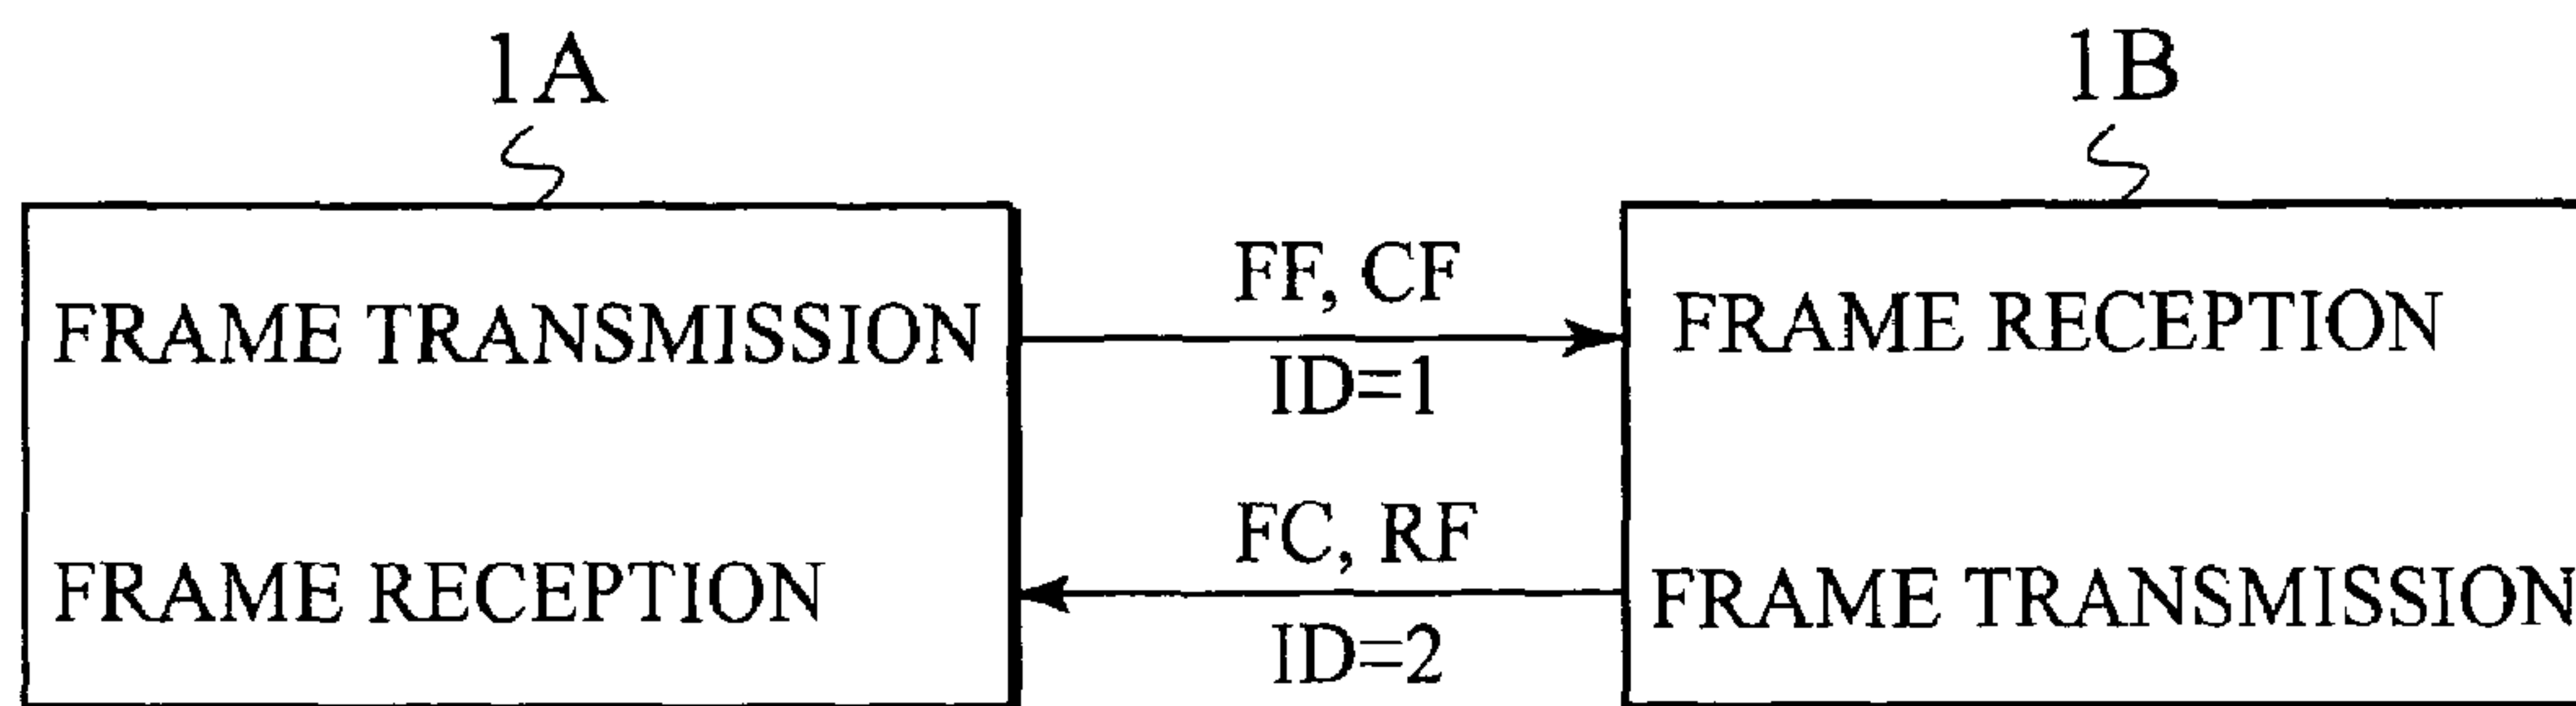 1A
1B
FRAME TRANSMISSION
FF, CF
ID=1
FRAME RECEPTION
FRAME RECEPTION
FC, RF
ID=2
FRAME TRANSMISSION